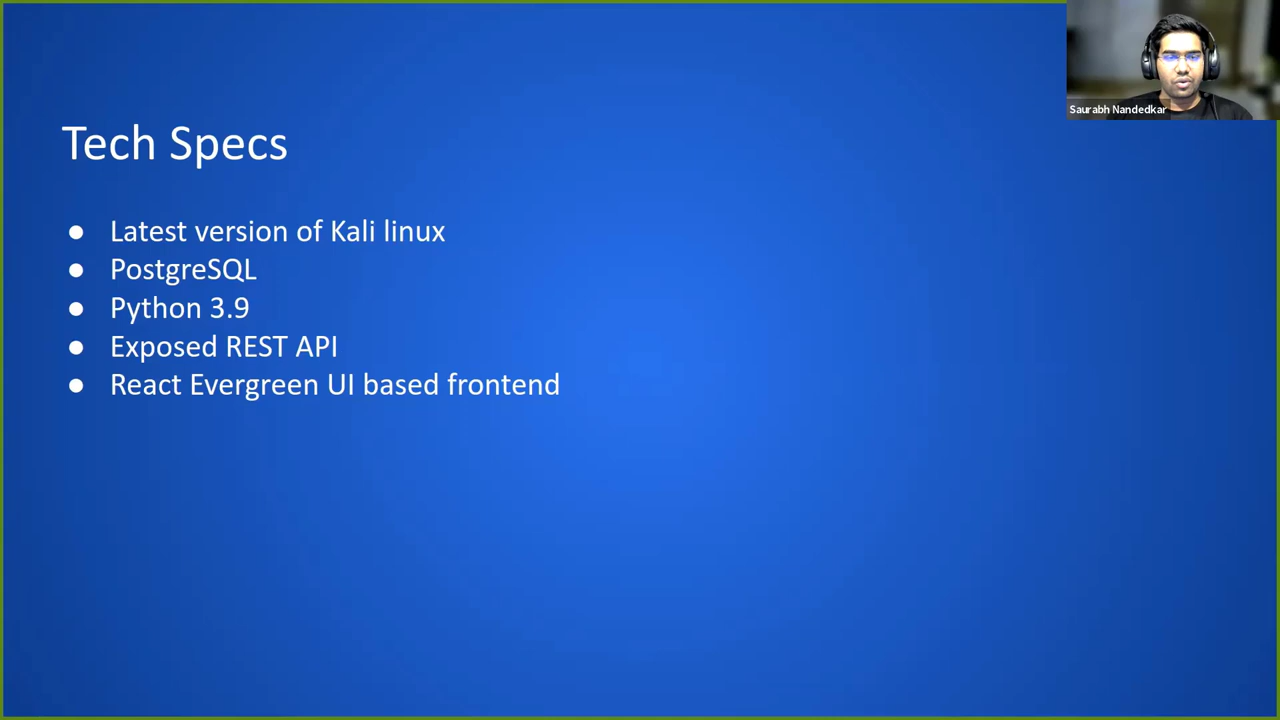 Saurabh Nandedkar
Tech Specs
● Latest version of Kali linux
● PostgreSQL
● Python 3.9
● Exposed REST API
● React Evergreen UI based frontend